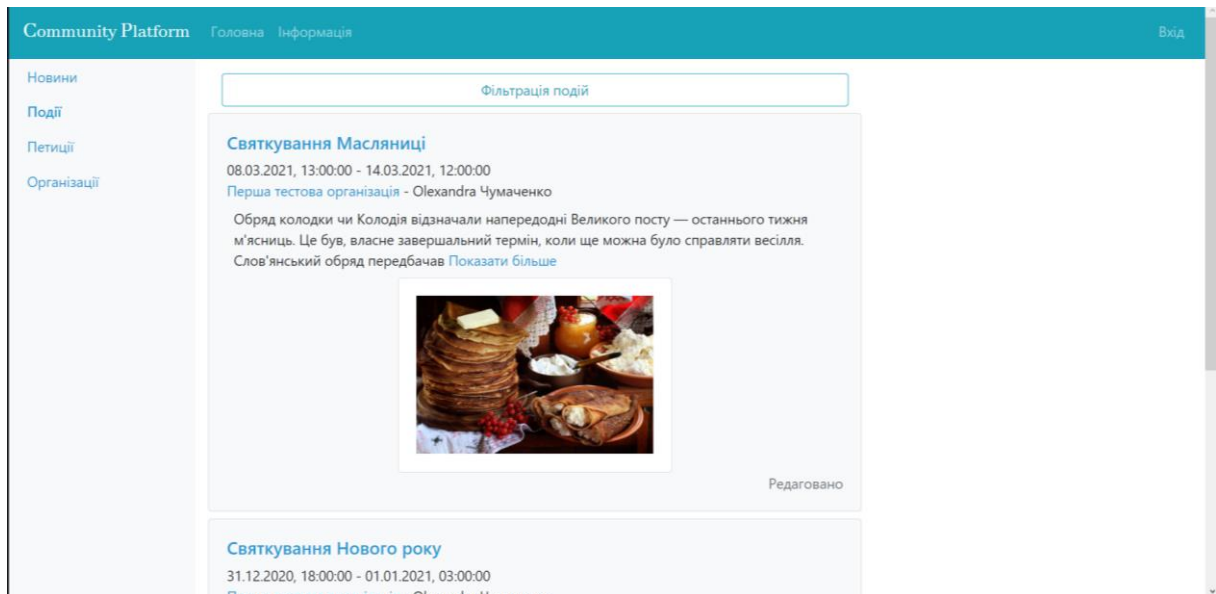 Community Platform Головна Інформація Вхід
Новини
Події
Петиції
Організації
Фільтрація подій
Святкування Масляниці
08.03.2021, 13:00:00 - 14.03.2021, 12:00:00
Перша тестова організація - Olexandra Чумаченко
Обряд колодки чи Колодія відзначали напередодні Великого посту — останнього тижня
м'ясниць. Це був, власне завершальний термін, коли ще можна було справляти весілля.
Слов'янський обряд передбачав Показати більше
Редаговано
Святкування Нового року
31.12.2020, 18:00:00 - 01.01.2021, 03:00:00